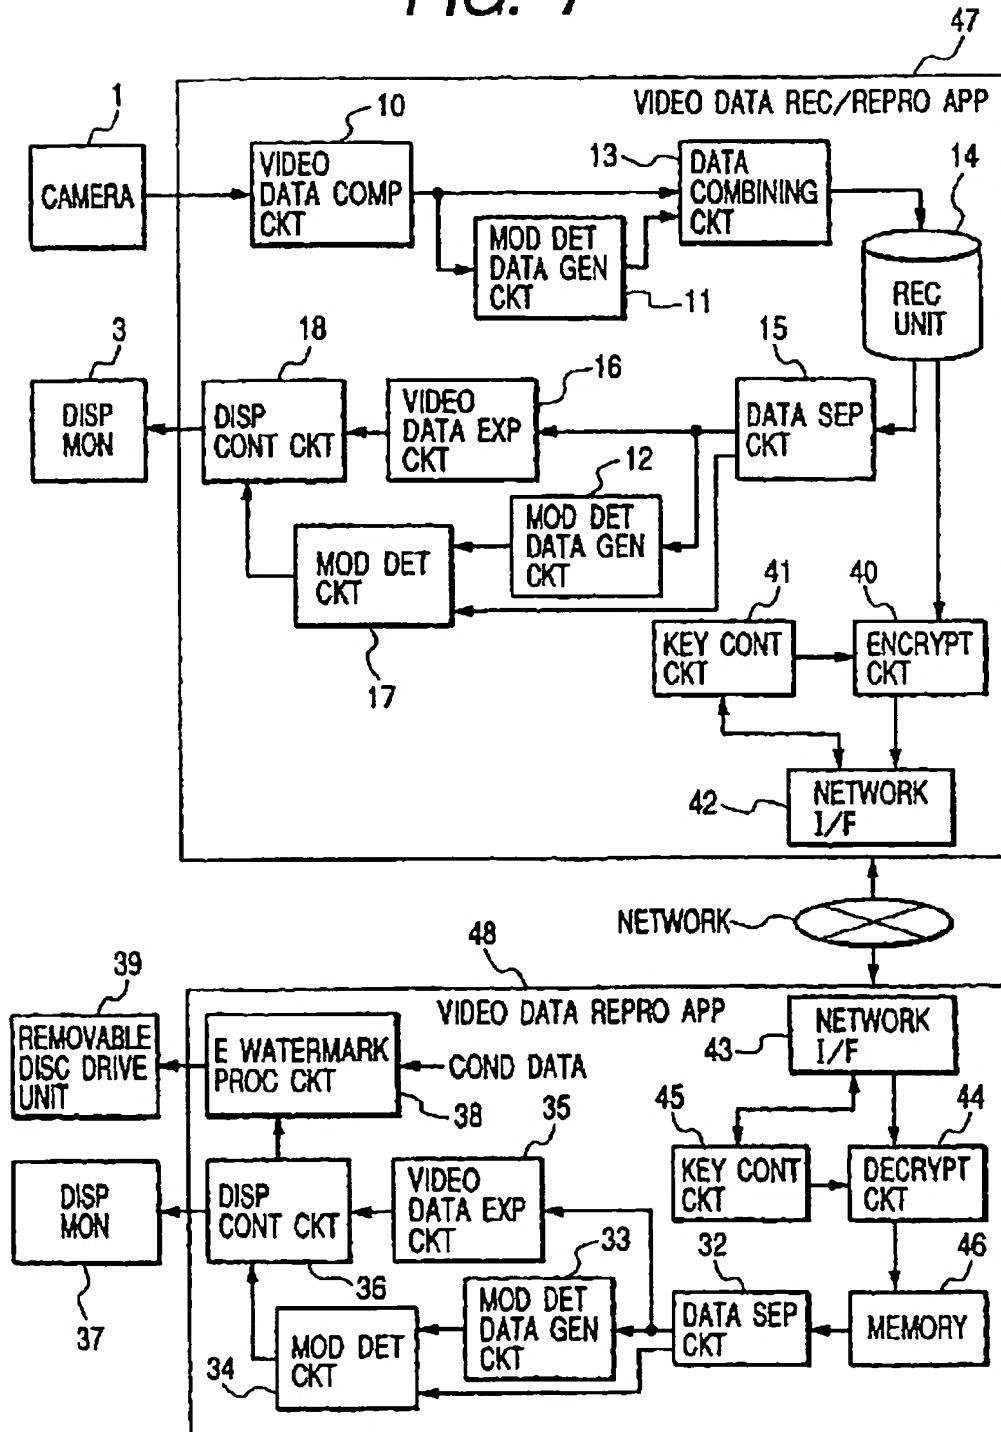 FIG. 7
47
VIDEO DATA REC/REPRO APP
1
CAMERA
10
VIDEO
DATA COMP
CKT
13
DATA
COMBINING
CKT
14
REC
UNIT
MOD DET
DATA GEN
CKT
11
3
DISP
MON
18
DISP
CONT CKT
16
VIDEO
DATA EXP
CKT
15
DATA SEP
CKT
12
MOD DET
DATA GEN
CKT
MOD DET
CKT
17
41
KEY CONT
CKT
40
ENCRYPT
CKT
42
NETWORK
I/F
NETWORK
48
VIDEO DATA REPRO APP
39
REMOVABLE
DISC DRIVE
UNIT
E WATERMARK
PROC CKT
38
COND DATA
43
NETWORK
I/F
45
KEY CONT
CKT
44
DECRYPT
CKT
DISP
MON
37
DISP
CONT CKT
36
35
VIDEO
DATA EXP
CKT
33
MOD DET
DATA GEN
CKT
34
MOD DET
CKT
32
DATA SEP
CKT
46
MEMORY